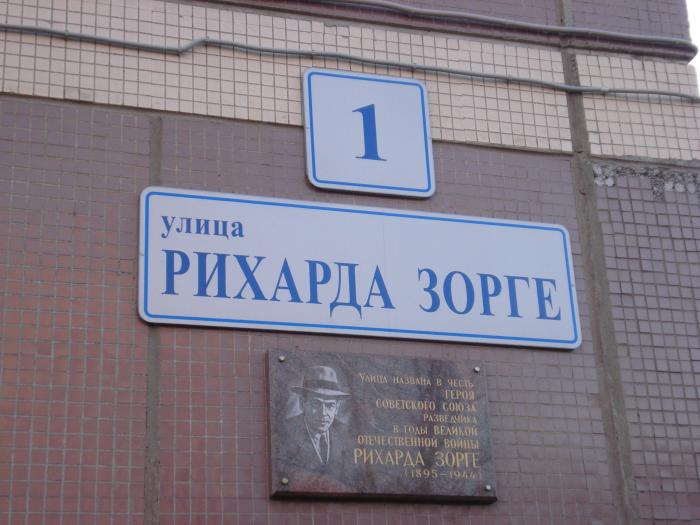 1
улица
РИХАРДА ЗОРГЕ
УЛИЦА НАЗВАНА В ЧЕСТЬ
ГЕРОЯ
СОВЕТСКОГО СОЮЗА
РАЗВЕДЧИКА
В ГОДЫ ВЕЛИКОЙ
ОТЕЧЕСТВЕННОЙ ВОЙНЫ
РИХАРДА ЗОРГЕ
(1895-1944)